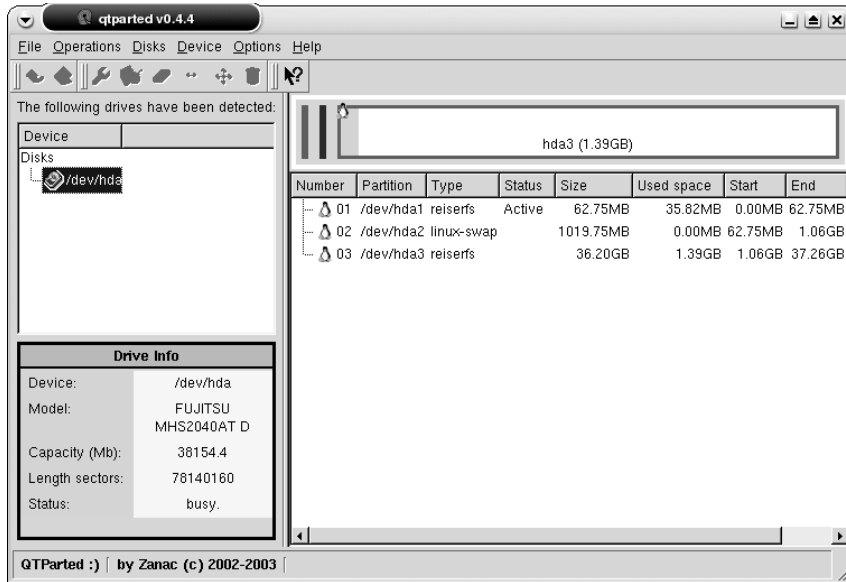 qtparted v0.4.4
File Operations Disks Device Options Help
The following drives have been detected:
Device
Disks
/dev/hda
hda3 (1.39GB)
Number Partition Type Status Size Used space Start End
01 /dev/hda1 reiserfs Active 62.75MB 35.82MB 0.00MB 62.75MB
02 /dev/hda2 linux-swap 1019.75MB 0.00MB 62.75MB 1.06GB
03 /dev/hda3 reiserfs 36.20GB 1.39GB 1.06GB 37.26GB
Drive Info
Device: /dev/hda
Model: FUJITSU
MHS2040AT D
Capacity (Mb): 38154.4
Length sectors: 78140160
Status: busy.
QTParted :) by Zanac (c) 2002-2003